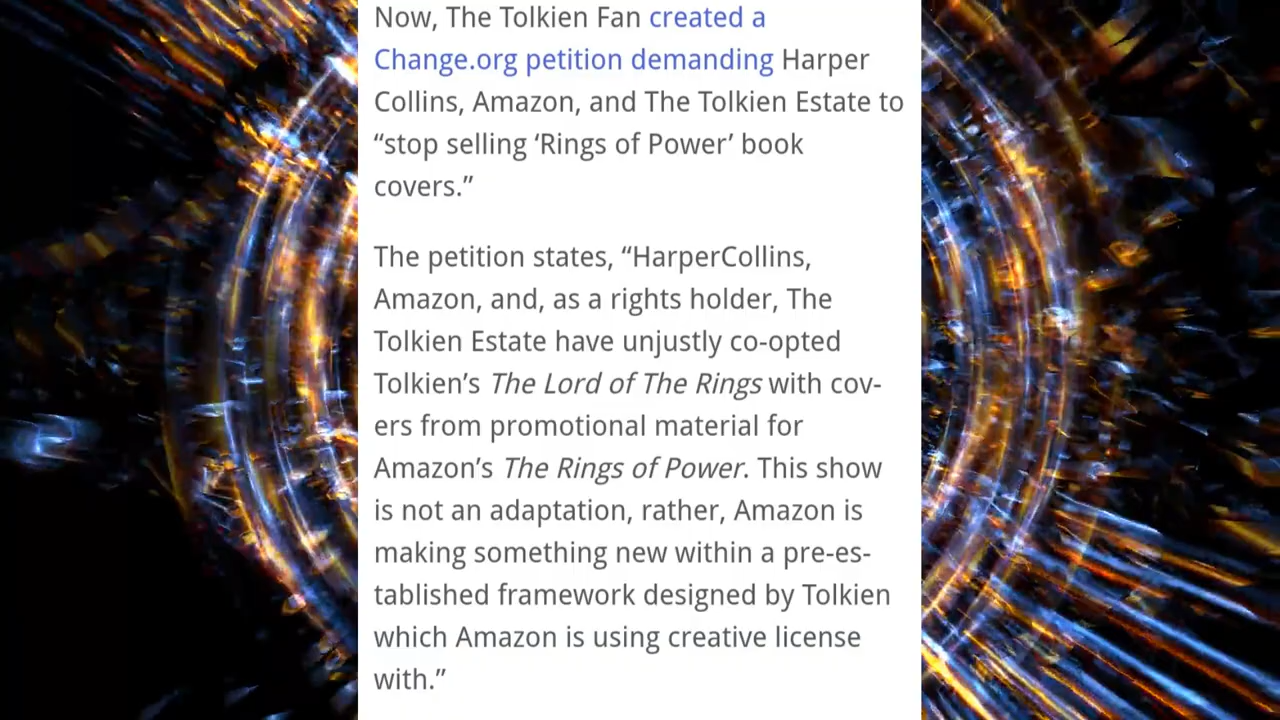 Now, The Tolkien Fan created a
Change.org petition demanding Harper
Collins, Amazon, and The Tolkien Estate to
“stop selling ‘Rings of Power’ book
covers.”
The petition states, “HarperCollins,
Amazon, and, as a rights holder, The
Tolkien Estate have unjustly co-opted
Tolkien’s The Lord of The Rings with cov-
ers from promotional material for
Amazon’s The Rings of Power. This show
is not an adaptation, rather, Amazon is
making something new within a pre-es-
tablished framework designed by Tolkien
which Amazon is using creative license
with.”